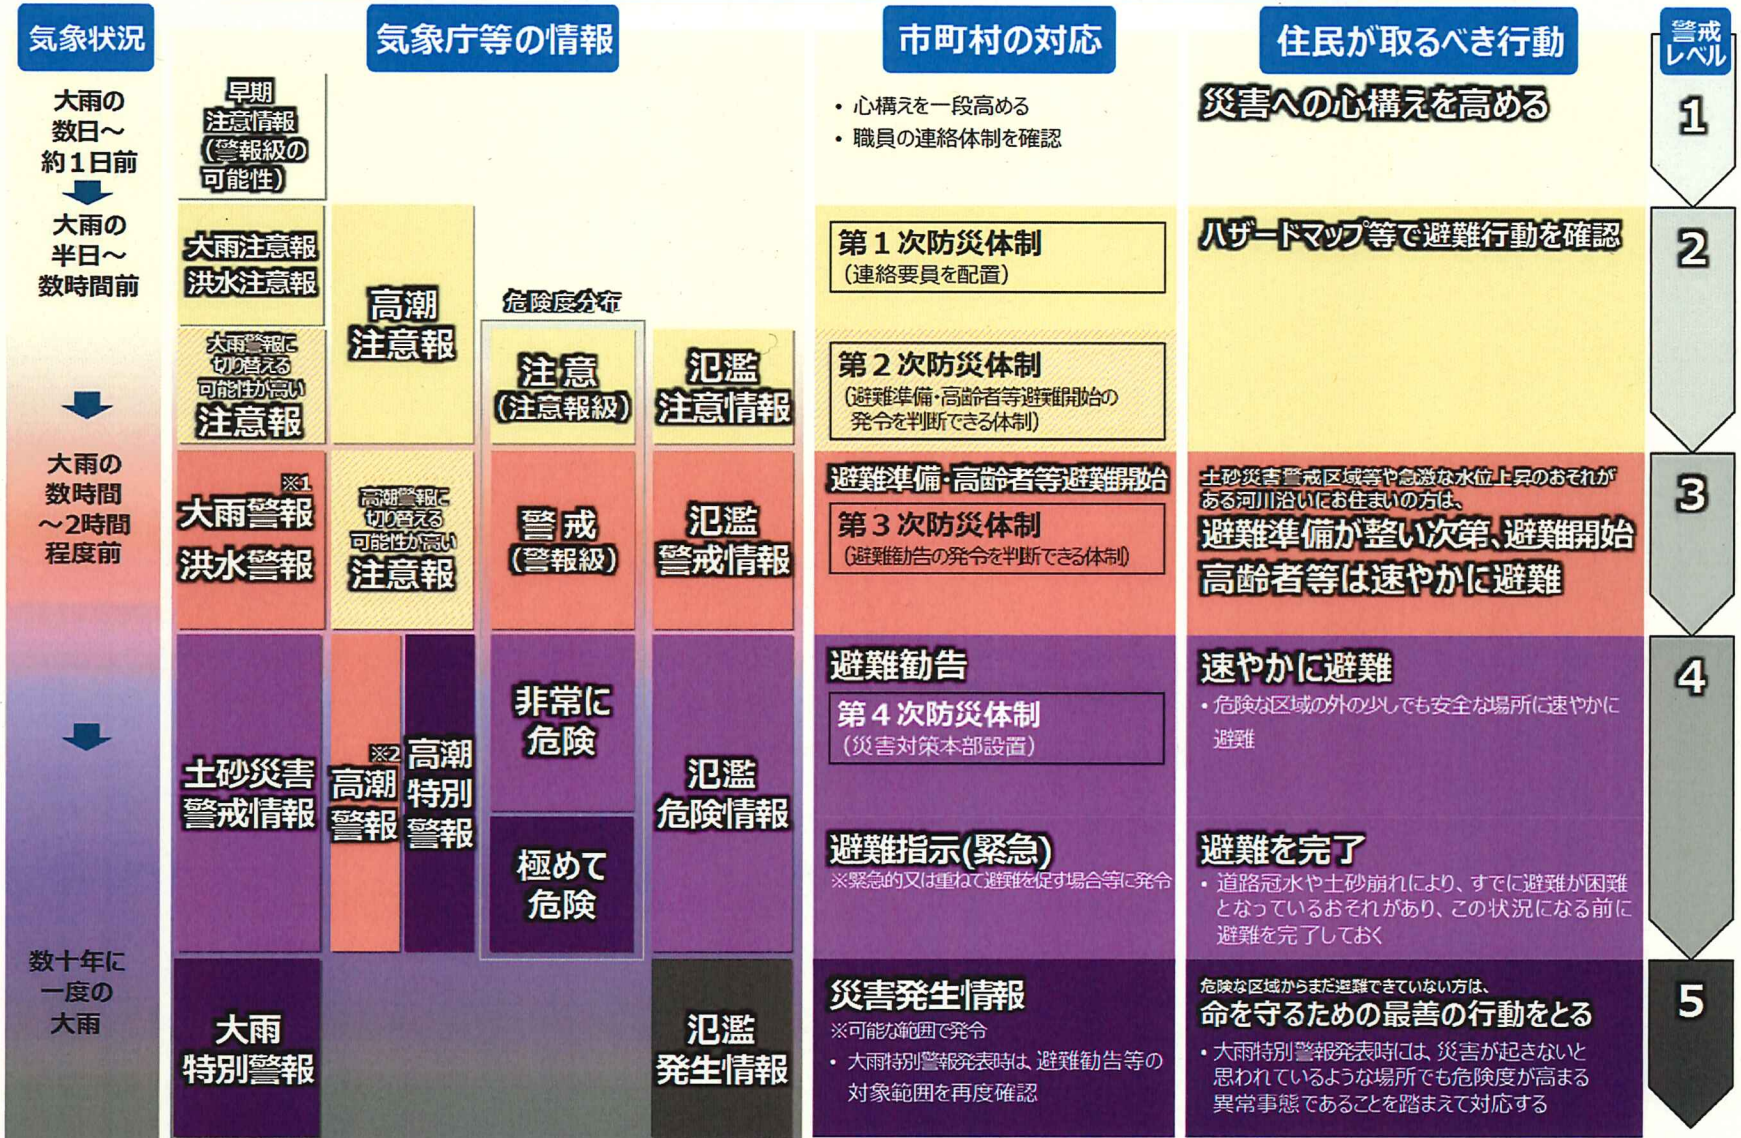 気象状況
気象庁等の情報
市町村の対応
住民が取るべき行動
警戒
レベル
大雨の
数日～
約１日前
早期
注意情報
(警報級の
可能性)
・ 心構えを一段高める
・ 職員の連絡体制を確認
災害への心構えを高める
1
大雨の
半日～
数時間前
大雨注意報
洪水注意報
高潮
注意報
第１次防災体制
(連絡要員を配置)
ハザードマップ等で避難行動を確認
2
危険度分布
大雨警報に
切り替える
可能性が高い
注意報
注意
(注意報級)
氾濫
注意情報
第２次防災体制
(避難準備・高齢者等避難開始の
発令を判断できる体制)
大雨の
数時間
～2時間
程度前
※1
大雨警報
洪水警報
高潮警報に
切り替える
可能性が高い
注意報
警戒
(警報級)
氾濫
警戒情報
避難準備・高齢者等避難開始
第３次防災体制
(避難勧告の発令を判断できる体制)
土砂災害警戒区域等や急激な水位上昇のおそれが
ある河川沿いにお住まいの方は、
避難準備が整い次第、避難開始
高齢者等は速やかに避難
3
土砂災害
警戒情報
※2
高潮
警報
高潮
特別
警報
非常に
危険
極めて
危険
氾濫
危険情報
避難勧告
第４次防災体制
(災害対策本部設置)
速やかに避難
・ 危険な区域の外の少しでも安全な場所に速やかに
避難
4
避難指示(緊急)
※緊急的又は重ねて避難を促す場合等に発令
避難を完了
・ 道路冠水や土砂崩れにより、すでに避難が困難
となっているおそれがあり、この状況になる前に
避難を完了しておく
数十年に
一度の
大雨
大雨
特別警報
氾濫
発生情報
災害発生情報
※可能な範囲で発令
・ 大雨特別警報発表時は、避難勧告等の
対象範囲を再度確認
危険な区域からまだ避難できていない方は、
命を守るための最善の行動をとる
・ 大雨特別警報発表時には、災害が起きないと
思われているような場所でも危険度が高まる
異常事態であることを踏まえて対応する
5